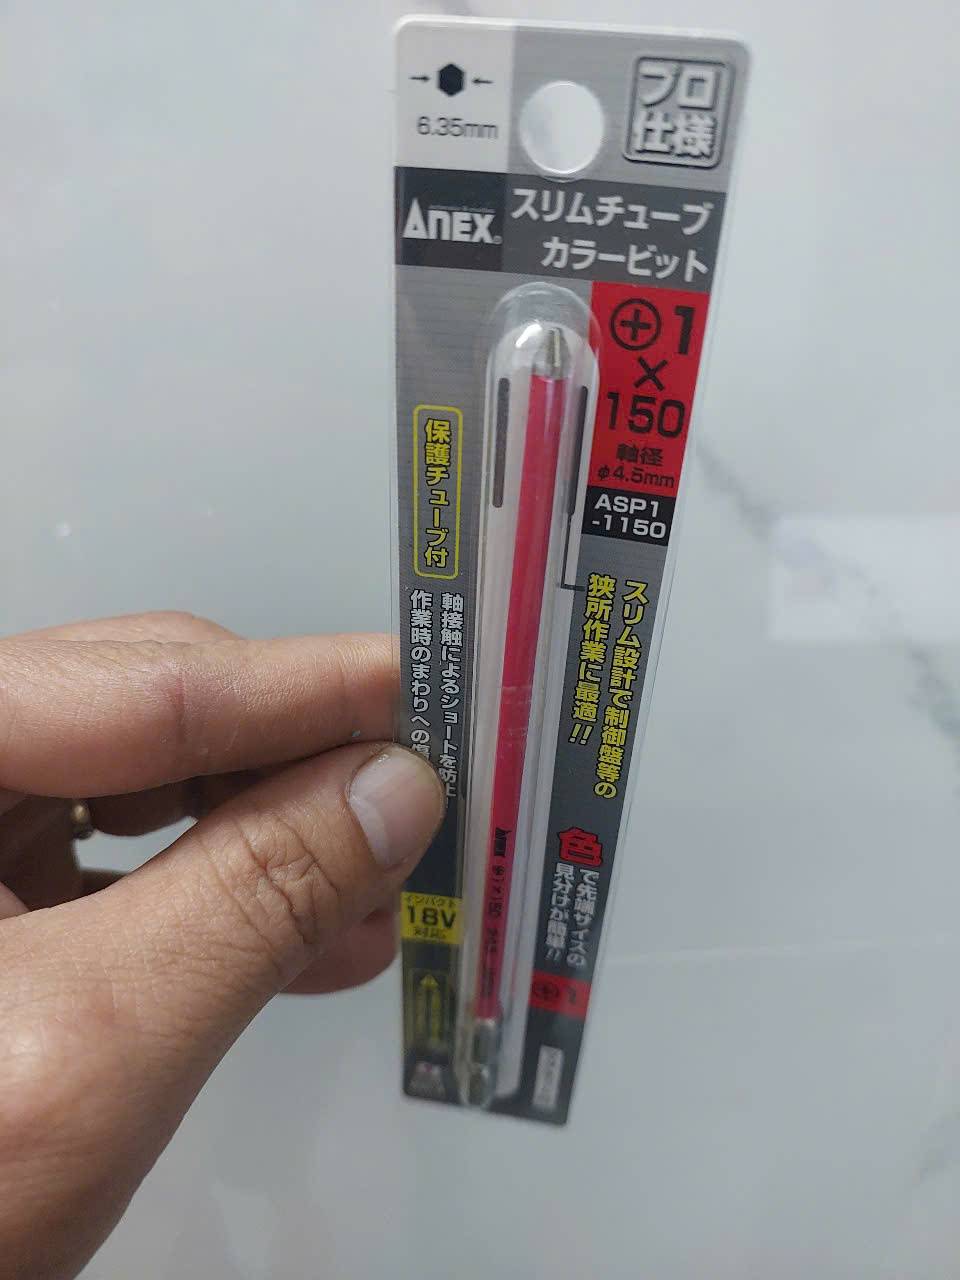 6.35mm
プロ
仕様
ANEX
スリムチューブ
カラービット
⊕1
×
150
軸径
φ4.5mm
ASP1
-1150
保護チューブ付
軸接触によるショートを防止
作業時のまわりへの傷
スリム設計で制御盤等の
狭所作業に最適!!
色で先端サイズの
見分けが簡単!!
インパクト
18V
対応
ANEX
⊕1×150
⊕1